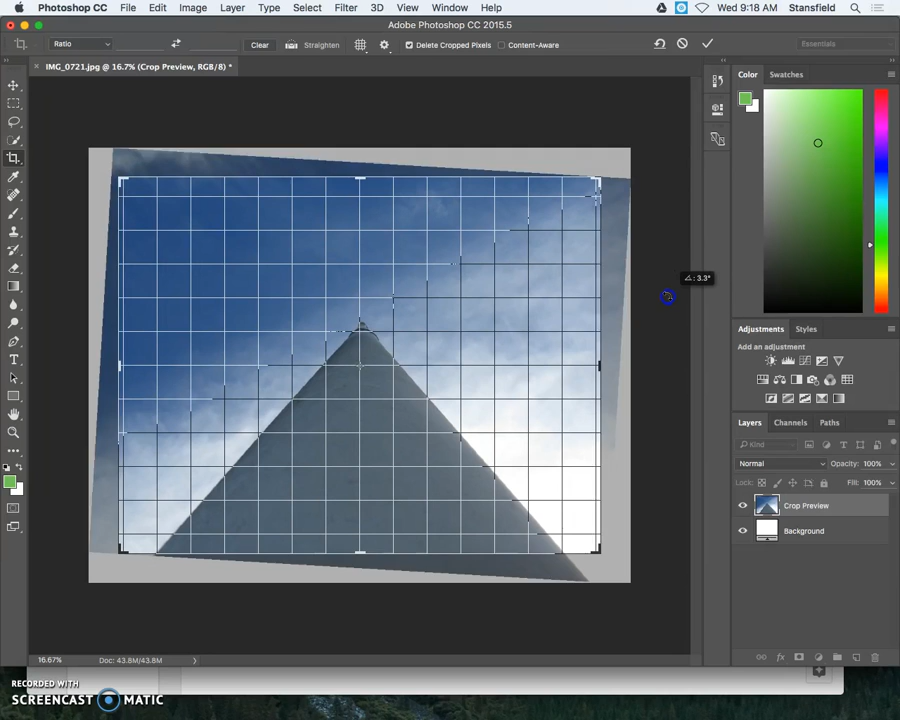 Photoshop CC File Edit Image Layer Type Select Filter 3D View Window Help Wed 9:18 AM Stansfield
Adobe Photoshop CC 2015.5
Ratio Clear Straighten Delete Cropped Pixels Content-Aware Essentials
IMG_0721.jpg @ 16.7% (Crop Preview, RGB/8) *
Color Swatches
: 3.3°
Adjustments Styles
Add an adjustment
Layers Channels Paths
Kind
Normal Opacity: 100%
Lock: Fill: 100%
Crop Preview
Background
16.67% Doc: 43.8M/43.8M
RECORDED WITH
SCREENCAST MATIC